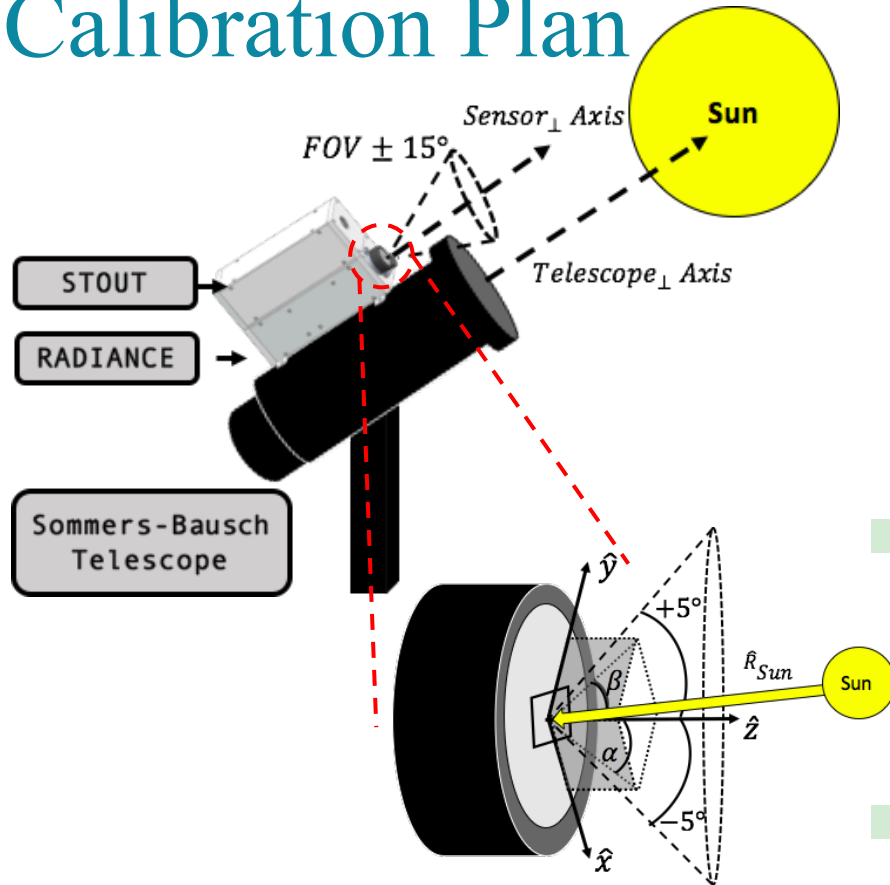 Calibration Plan
Sun
Sensor⊥ Axis
FOV ± 15°
Telescope⊥ Axis
STOUT
RADIANCE
Sommers-Bausch
Telescope
ŷ
+5°
R̂Sun
Sun
β
ẑ
α
−5°
x̂